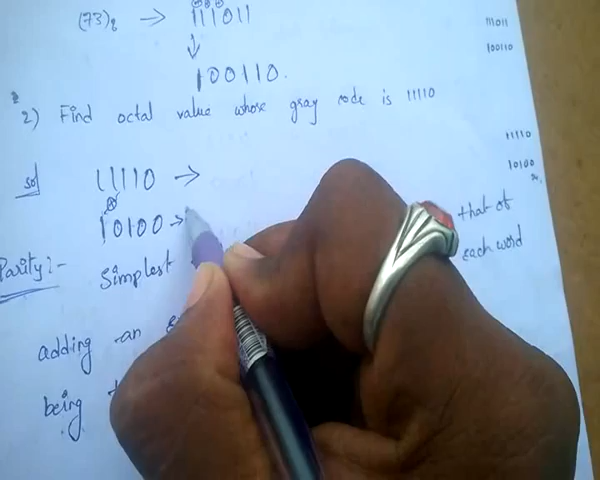 (73)8 → 111011
↓
100110.
2) Find octal value whose gray code is 11110
sol 11110 →
10100 →
Parity :- Simplest that of
each word
adding an
being
11011
100110
11110
10100